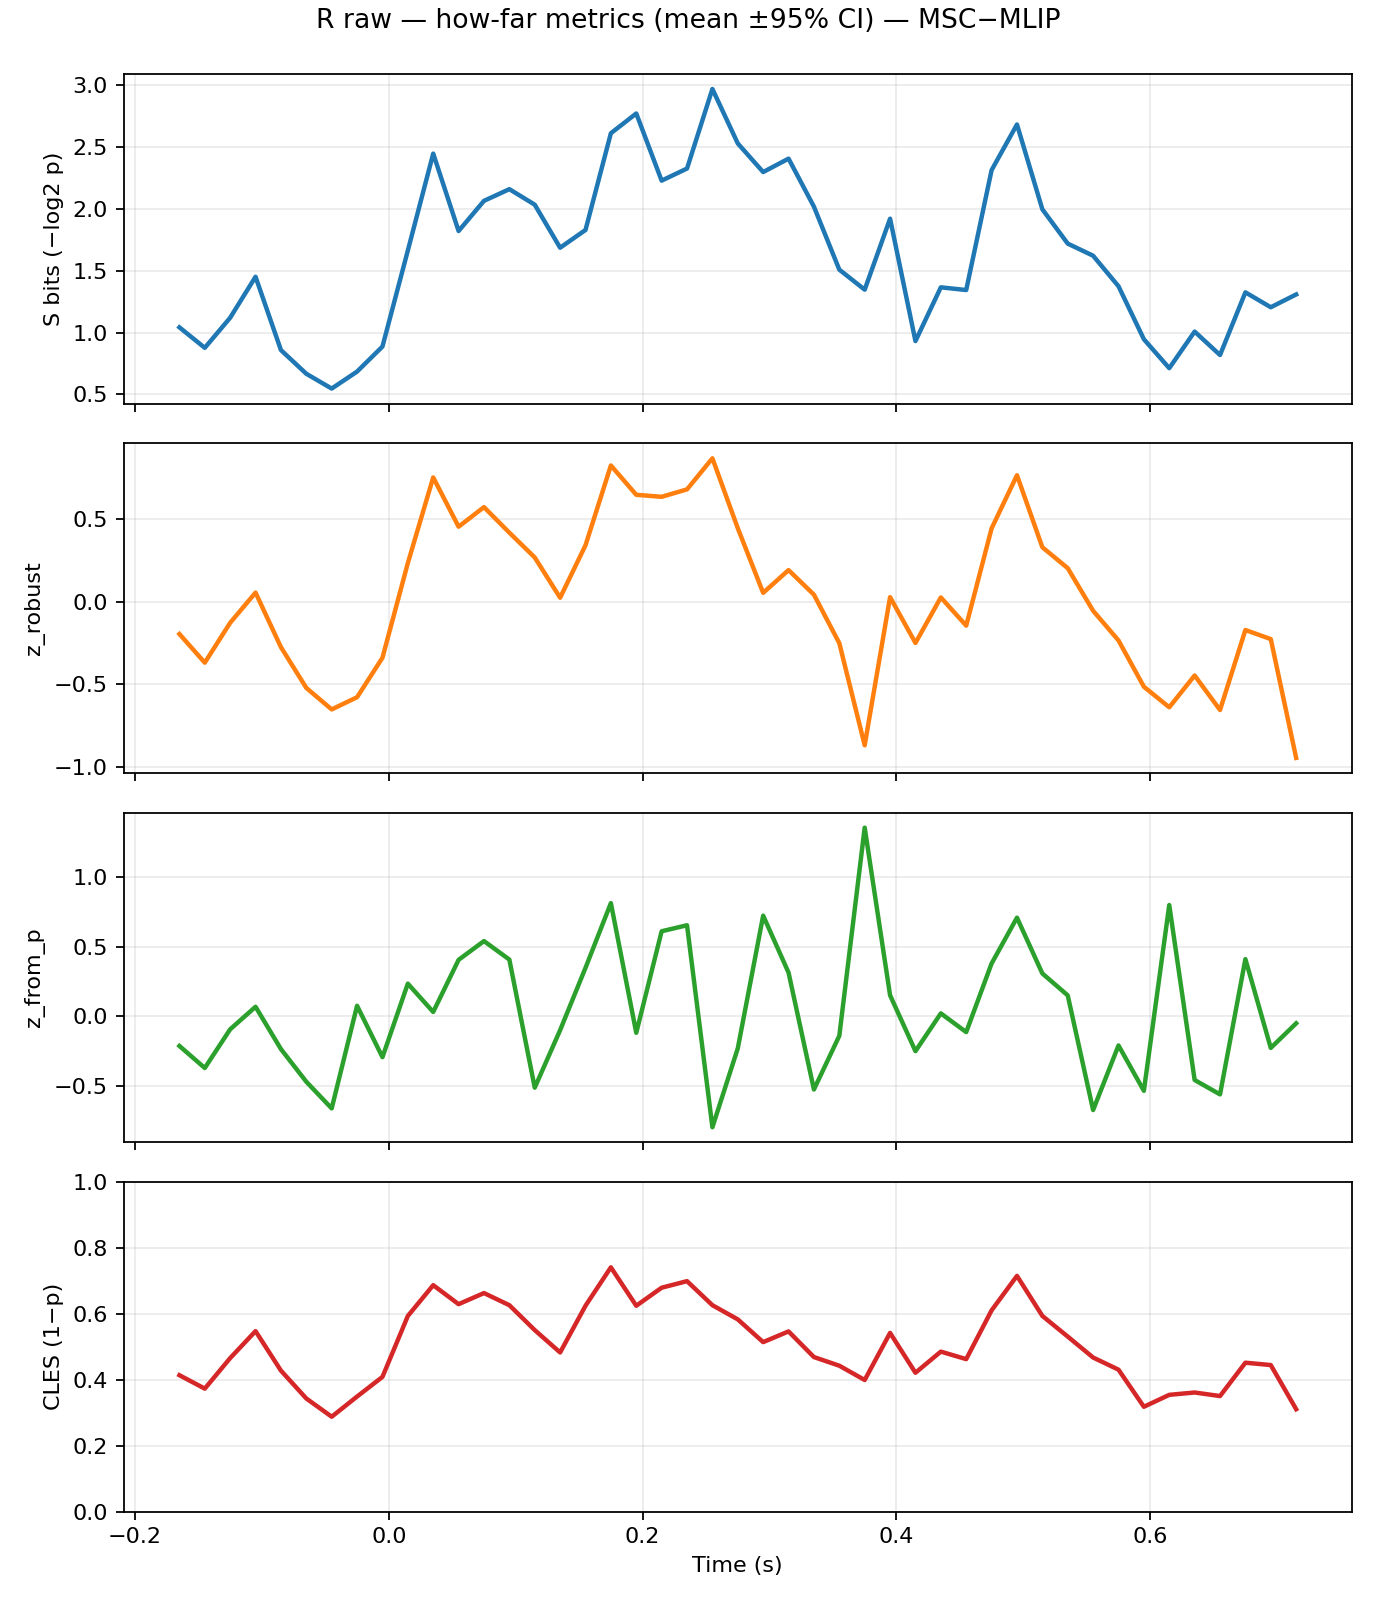 R raw — how-far metrics (mean ±95% CI) — MSC−MLIP
S bits (−log2 p)
3.0
2.5
2.0
1.5
1.0
0.5
z_robust
0.5
0.0
−0.5
−1.0
z_from_p
1.0
0.5
0.0
−0.5
CLES (1−p)
1.0
0.8
0.6
0.4
0.2
0.0
−0.2 0.0 0.2 0.4 0.6
Time (s)